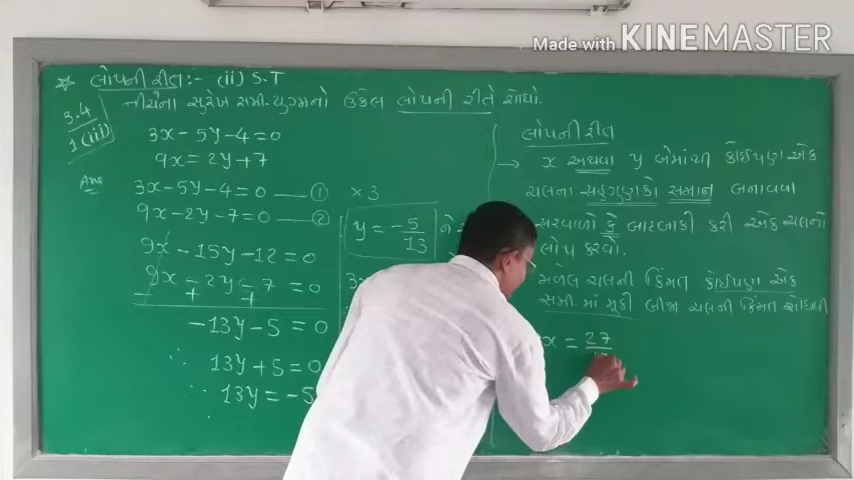 Made with KINEMASTER
☆ લોપની રીત :- (ii) S.T
નીચેના સુરેખ સમી. યુગ્મનો ઉકેલ લોપની રીતે શોધો.
3.4
1(iii)
3x - 5y - 4 = 0
9x = 2y + 7
Ans
3x - 5y - 4 = 0 —— ① × 3
9x - 2y - 7 = 0 —— ②
9x - 15y - 12 = 0
9x - 2y - 7 = 0
- + +
-13y - 5 = 0
∴ 13y + 5 = 0
∴ 13y = -5
y = -5/13 ને
લોપની રીત
→ x અથવા y બેમાંથી કોઈપણ એક
ચલના સહગુણકો સમાન બનાવવા
સરવાળો કે બાદબાકી કરી એક ચલનો
લોપ કરવો.
મળેલ ચલની કિંમત કોઈપણ એક
સમી. માં મૂકી બીજા ચલની કિંમત શોધવી
x = 27